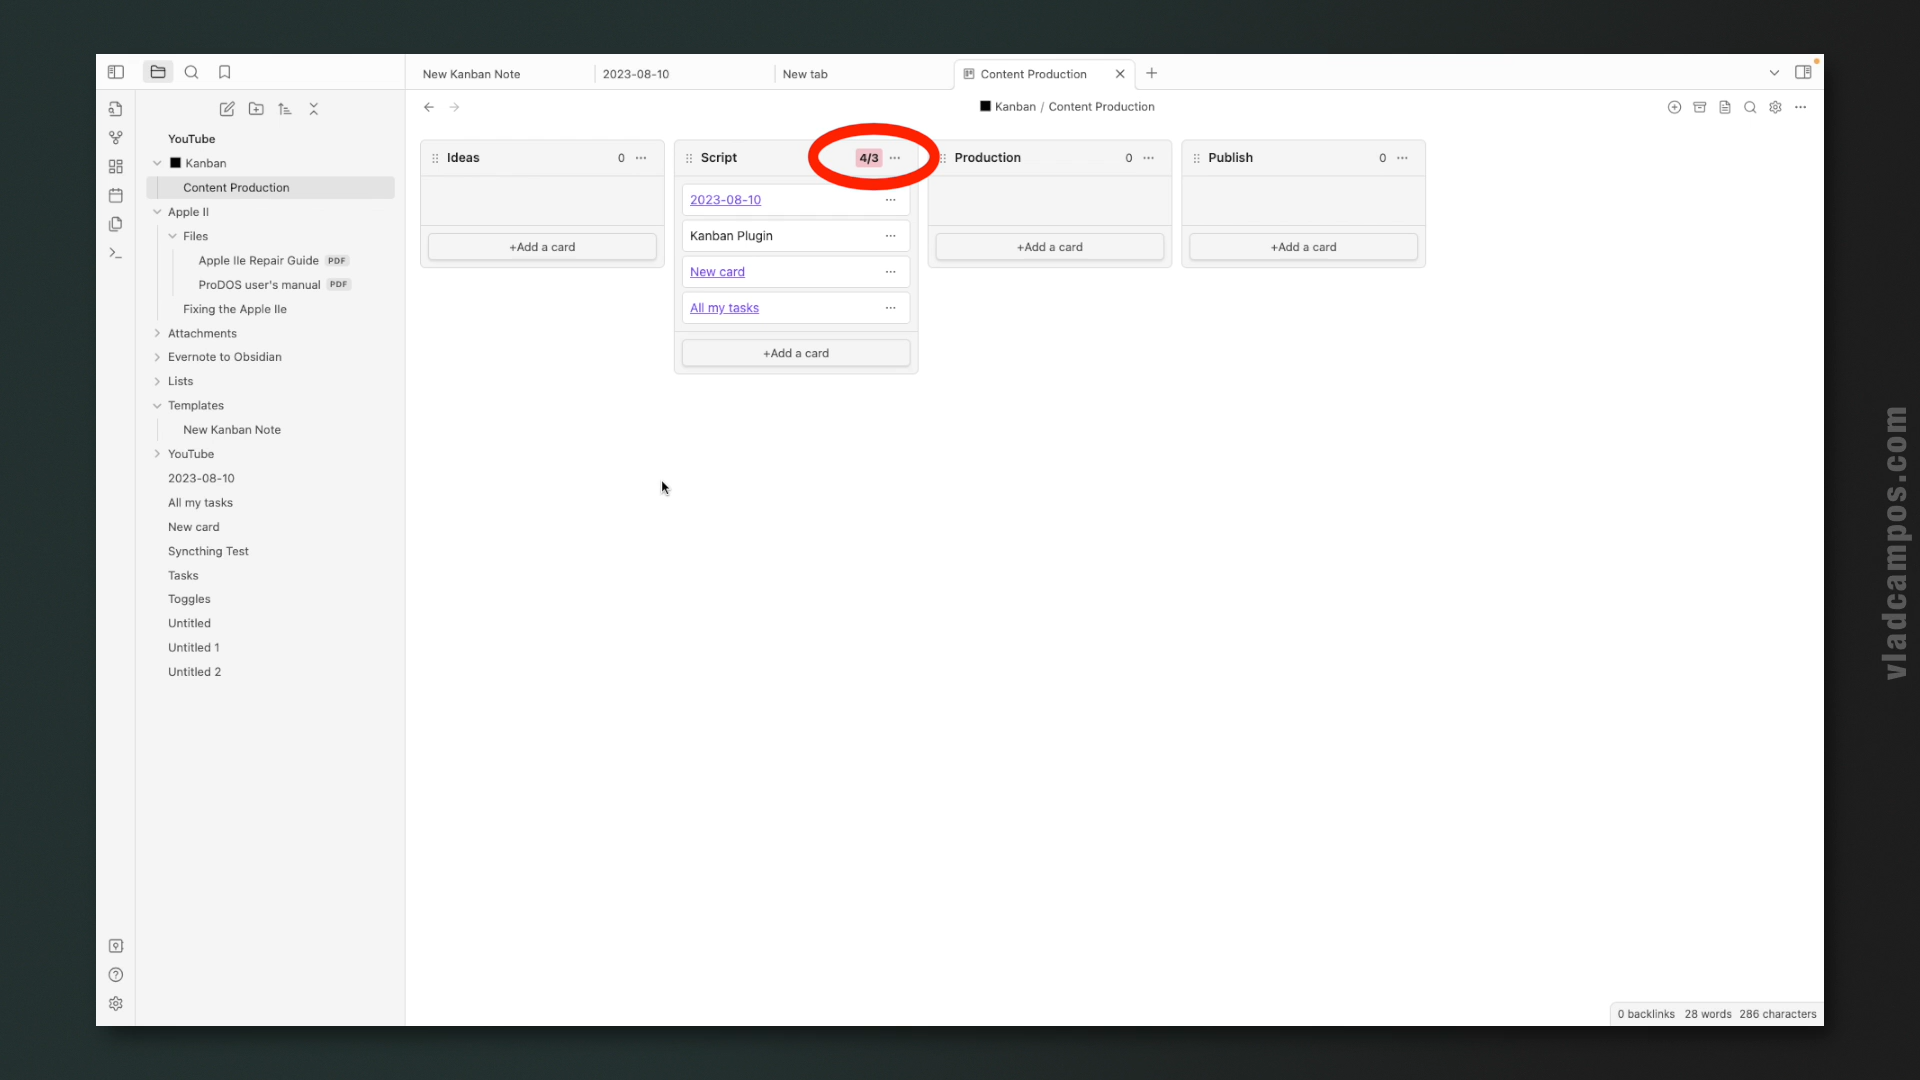 New Kanban Note
2023-08-10
New tab
Content Production
Kanban / Content Production
YouTube
Kanban
Content Production
Apple II
Files
Apple IIe Repair Guide PDF
ProDOS user's manual PDF
Fixing the Apple IIe
Attachments
Evernote to Obsidian
Lists
Templates
New Kanban Note
YouTube
2023-08-10
All my tasks
New card
Syncthing Test
Tasks
Toggles
Untitled
Untitled 1
Untitled 2
Ideas 0
+Add a card
Script 4/3
2023-08-10
Kanban Plugin
New card
All my tasks
+Add a card
Production 0
+Add a card
Publish 0
+Add a card
0 backlinks 28 words 286 characters
vladcampos.com